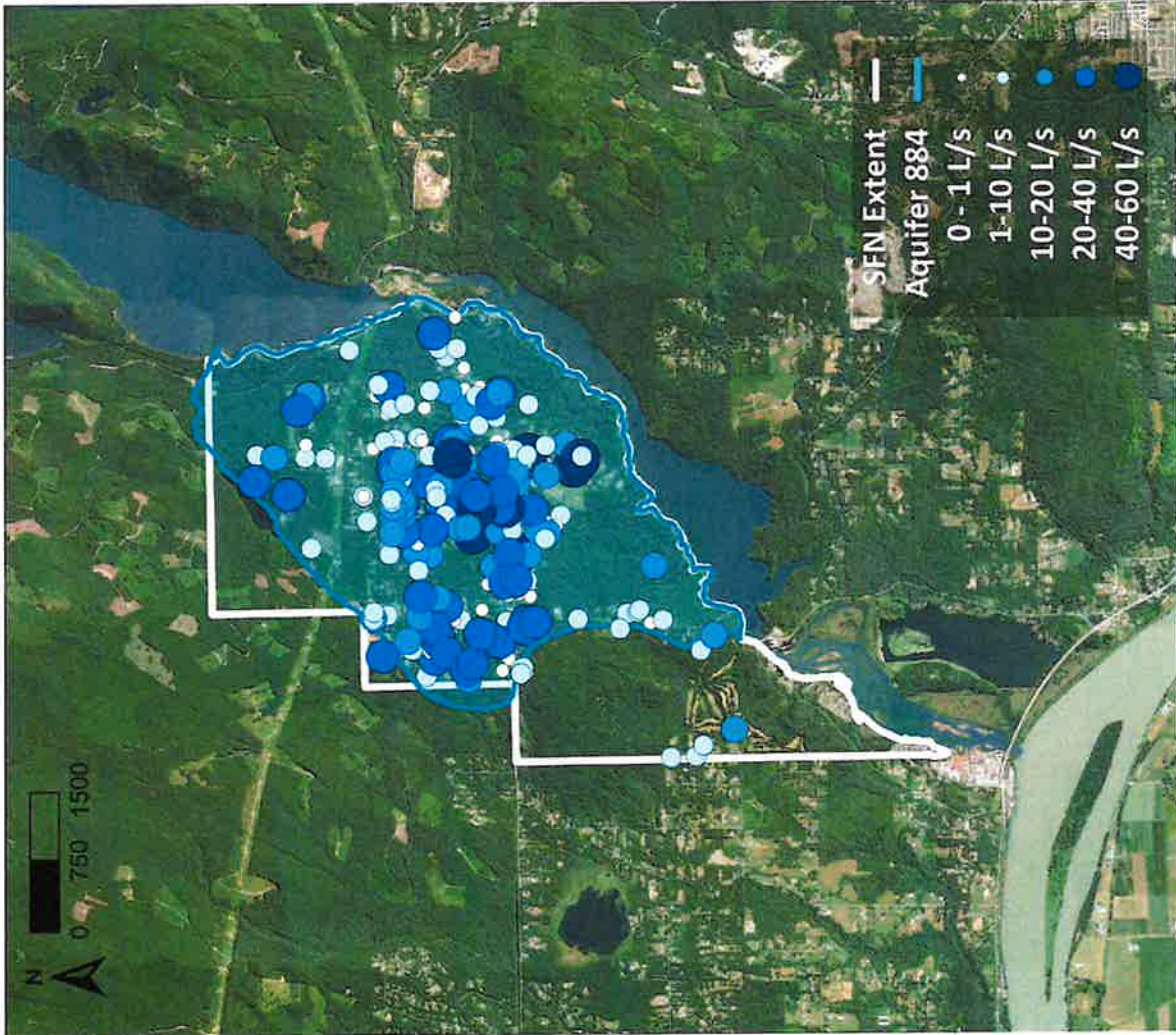 N
0 750 1500
SFN Extent
Aquifer 884
0 - 1 L/s
1-10 L/s
10-20 L/s
20-40 L/s
40-60 L/s